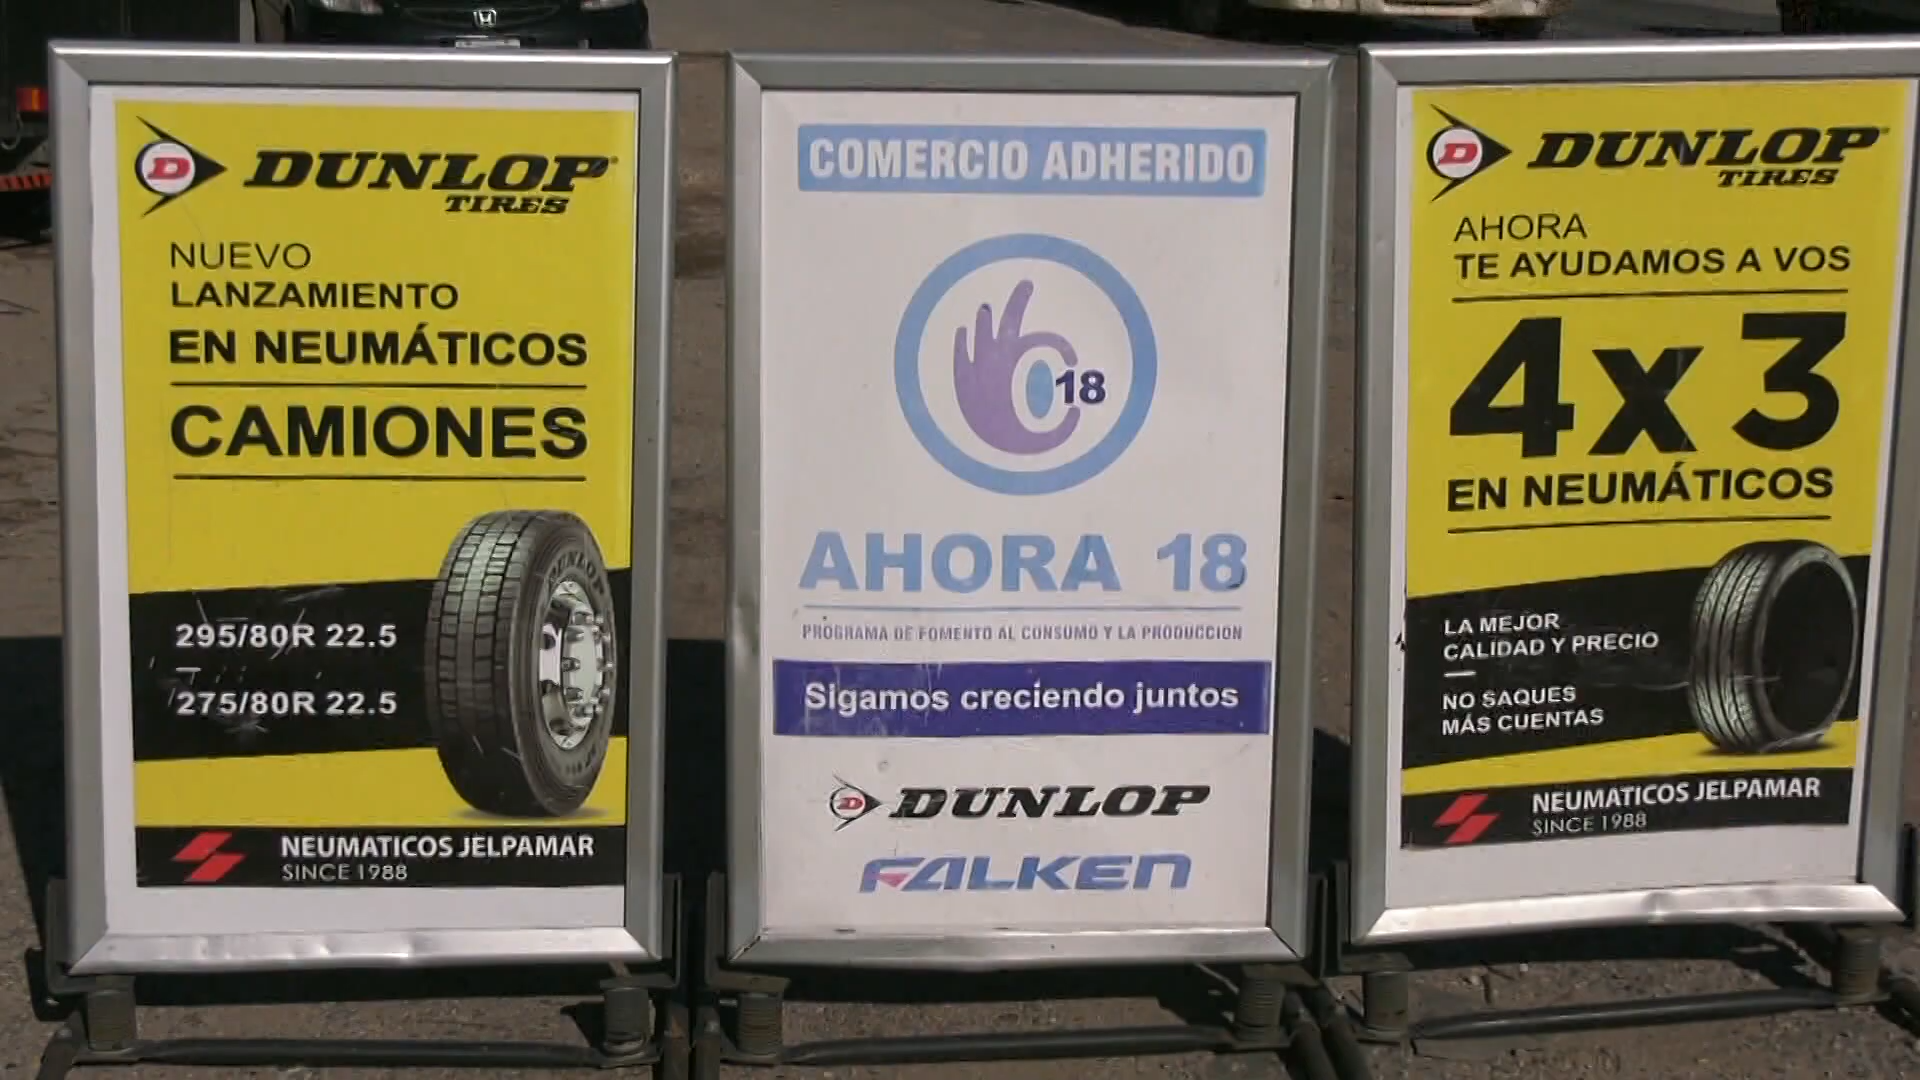 DUNLOP
TIRES
NUEVO
LANZAMIENTO
EN NEUMÁTICOS
CAMIONES
295/80R 22.5
275/80R 22.5
NEUMATICOS JELPAMAR
SINCE 1988
COMERCIO ADHERIDO
18
AHORA 18
PROGRAMA DE FOMENTO AL CONSUMO Y LA PRODUCCION
Sigamos creciendo juntos
D DUNLOP
FALKEN
D DUNLOP
TIRES
AHORA
TE AYUDAMOS A VOS
4x3
EN NEUMÁTICOS
LA MEJOR
CALIDAD Y PRECIO
NO SAQUES
MÁS CUENTAS
NEUMATICOS JELPAMAR
SINCE 1988